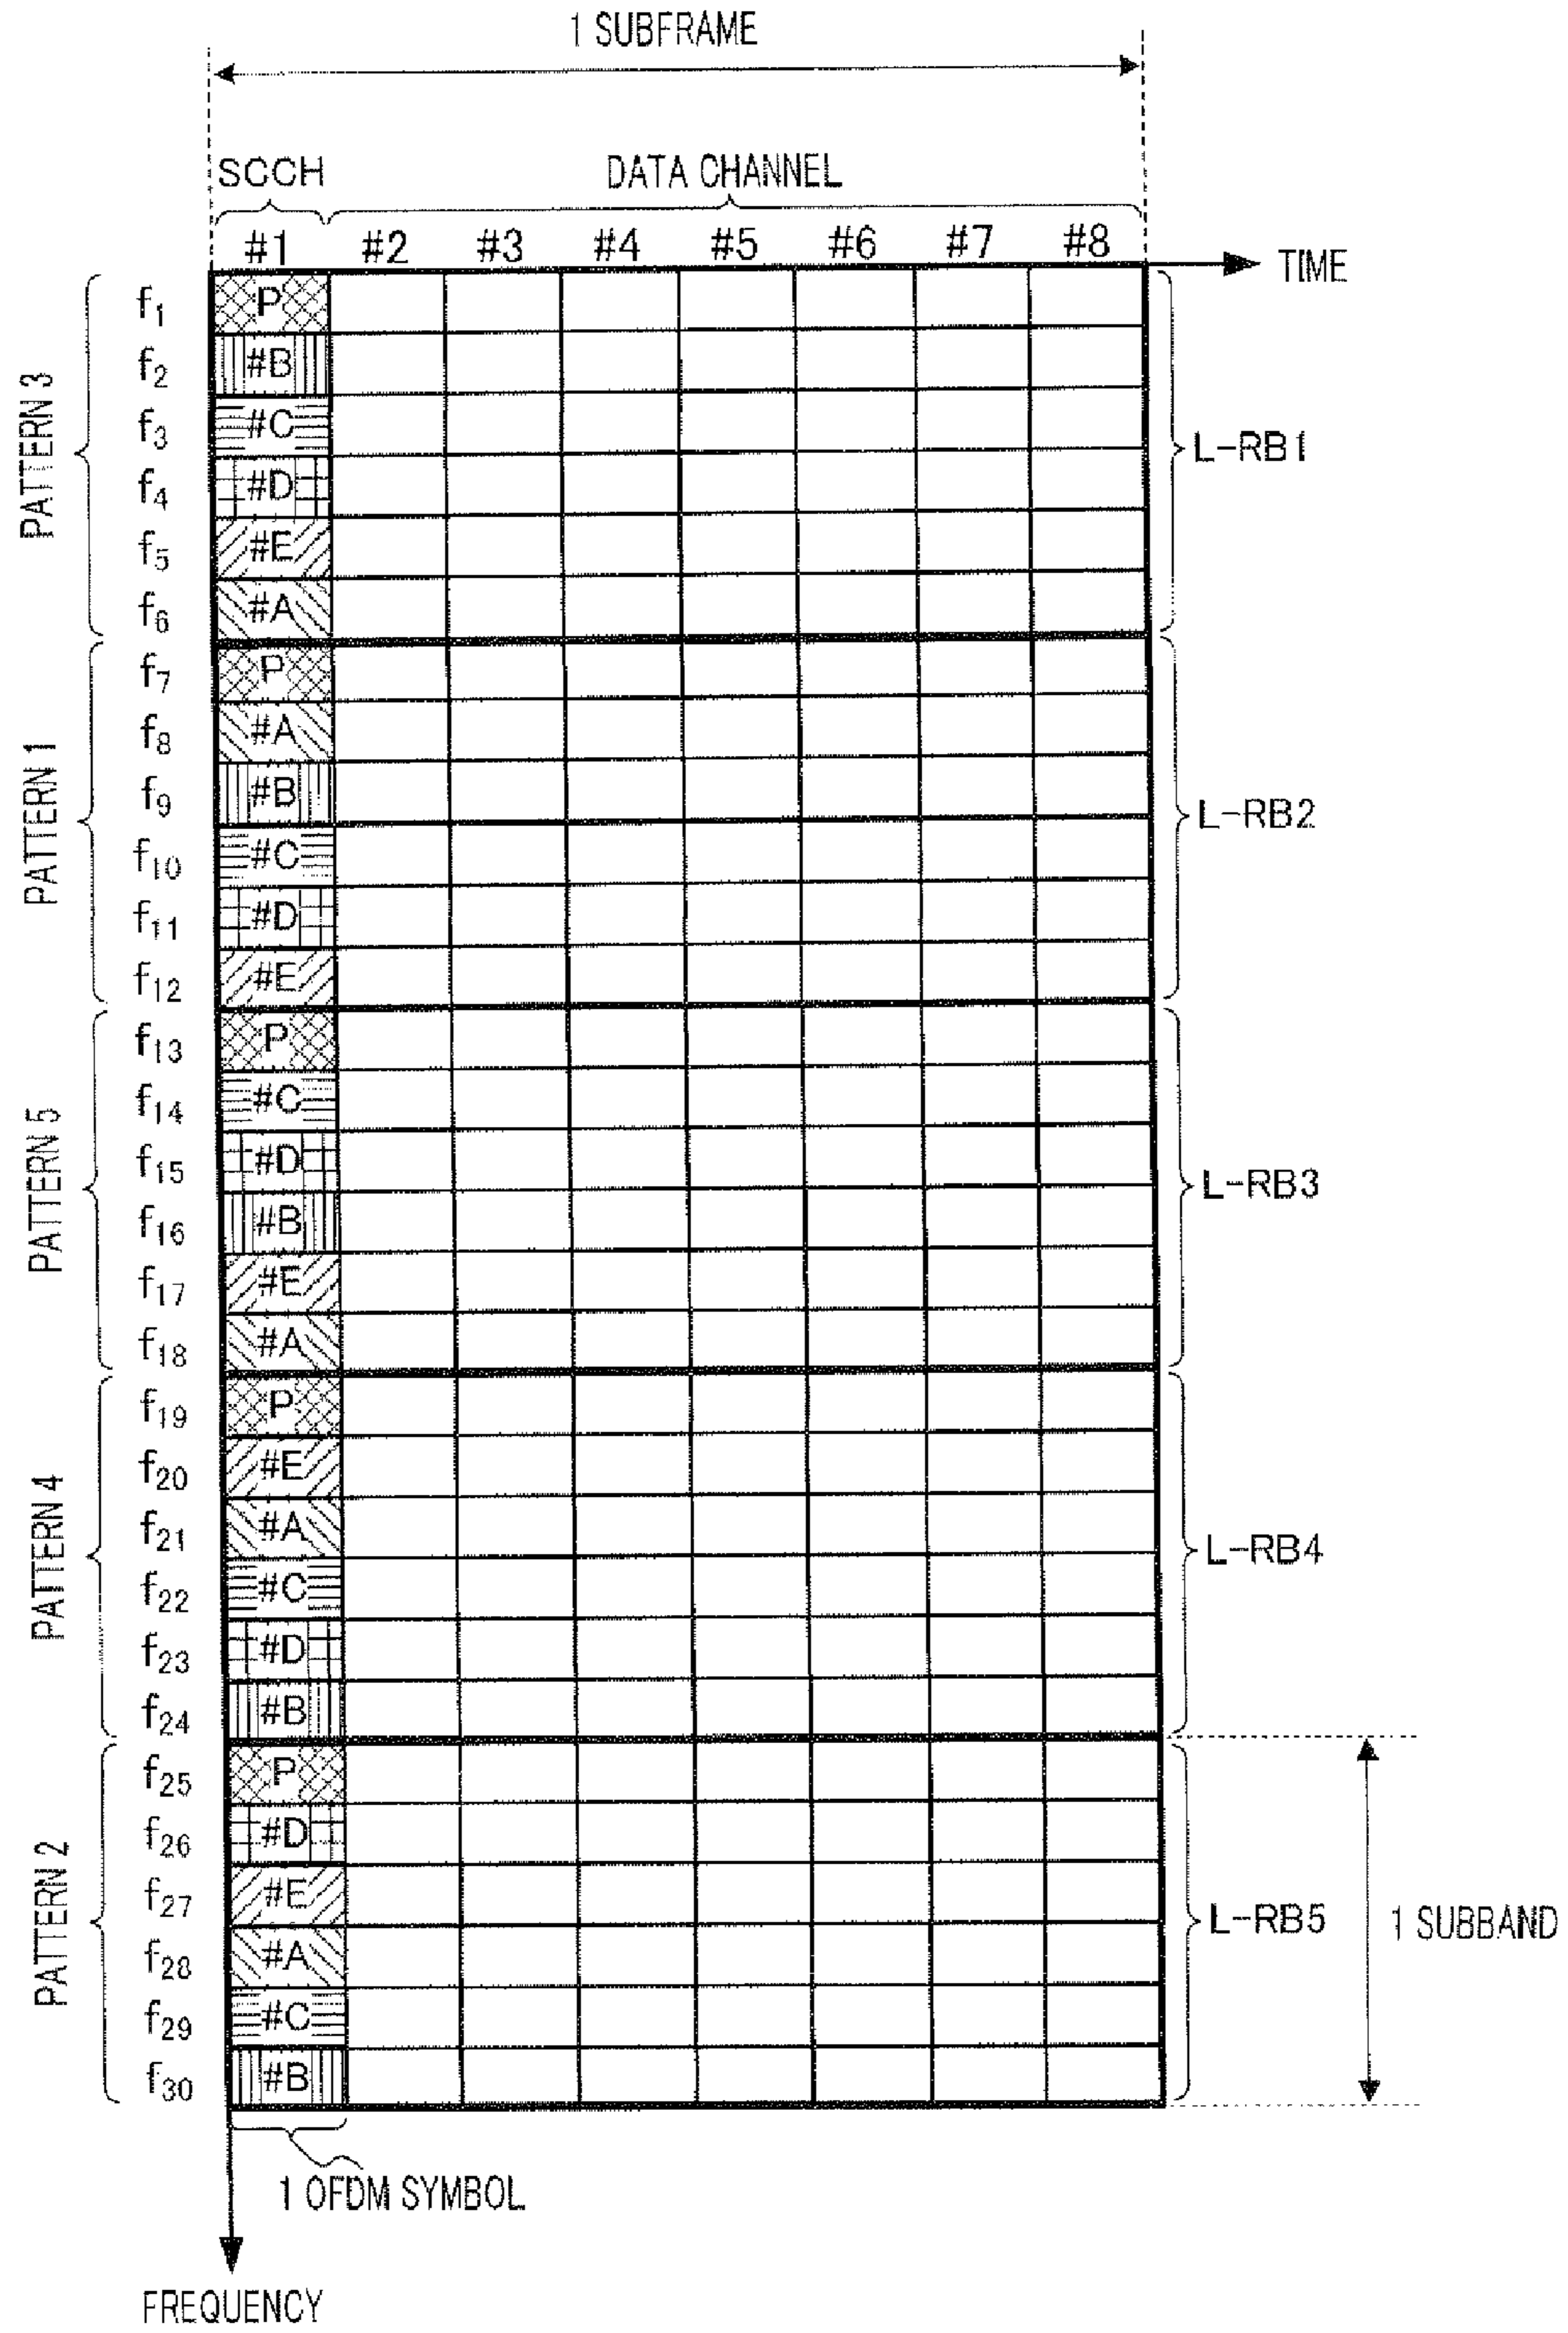 1 SUBFRAME
SCCH DATA CHANNEL
#1 #2 #3 #4 #5 #6 #7 #8 TIME
PATTERN 3
f1 P
f2 #B
f3 #C
f4 #D
f5 #E
f6 #A
L-RB1
PATTERN 1
f7 P
f8 #A
f9 #B
f10 #C
f11 #D
f12 #E
L-RB2
PATTERN 5
f13 P
f14 #C
f15 #D
f16 #B
f17 #E
f18 #A
L-RB3
PATTERN 4
f19 P
f20 #E
f21 #A
f22 #C
f23 #D
f24 #B
L-RB4
PATTERN 2
f25 P
f26 #D
f27 #E
f28 #A
f29 #C
f30 #B
L-RB5
1 SUBBAND
1 OFDM SYMBOL
FREQUENCY